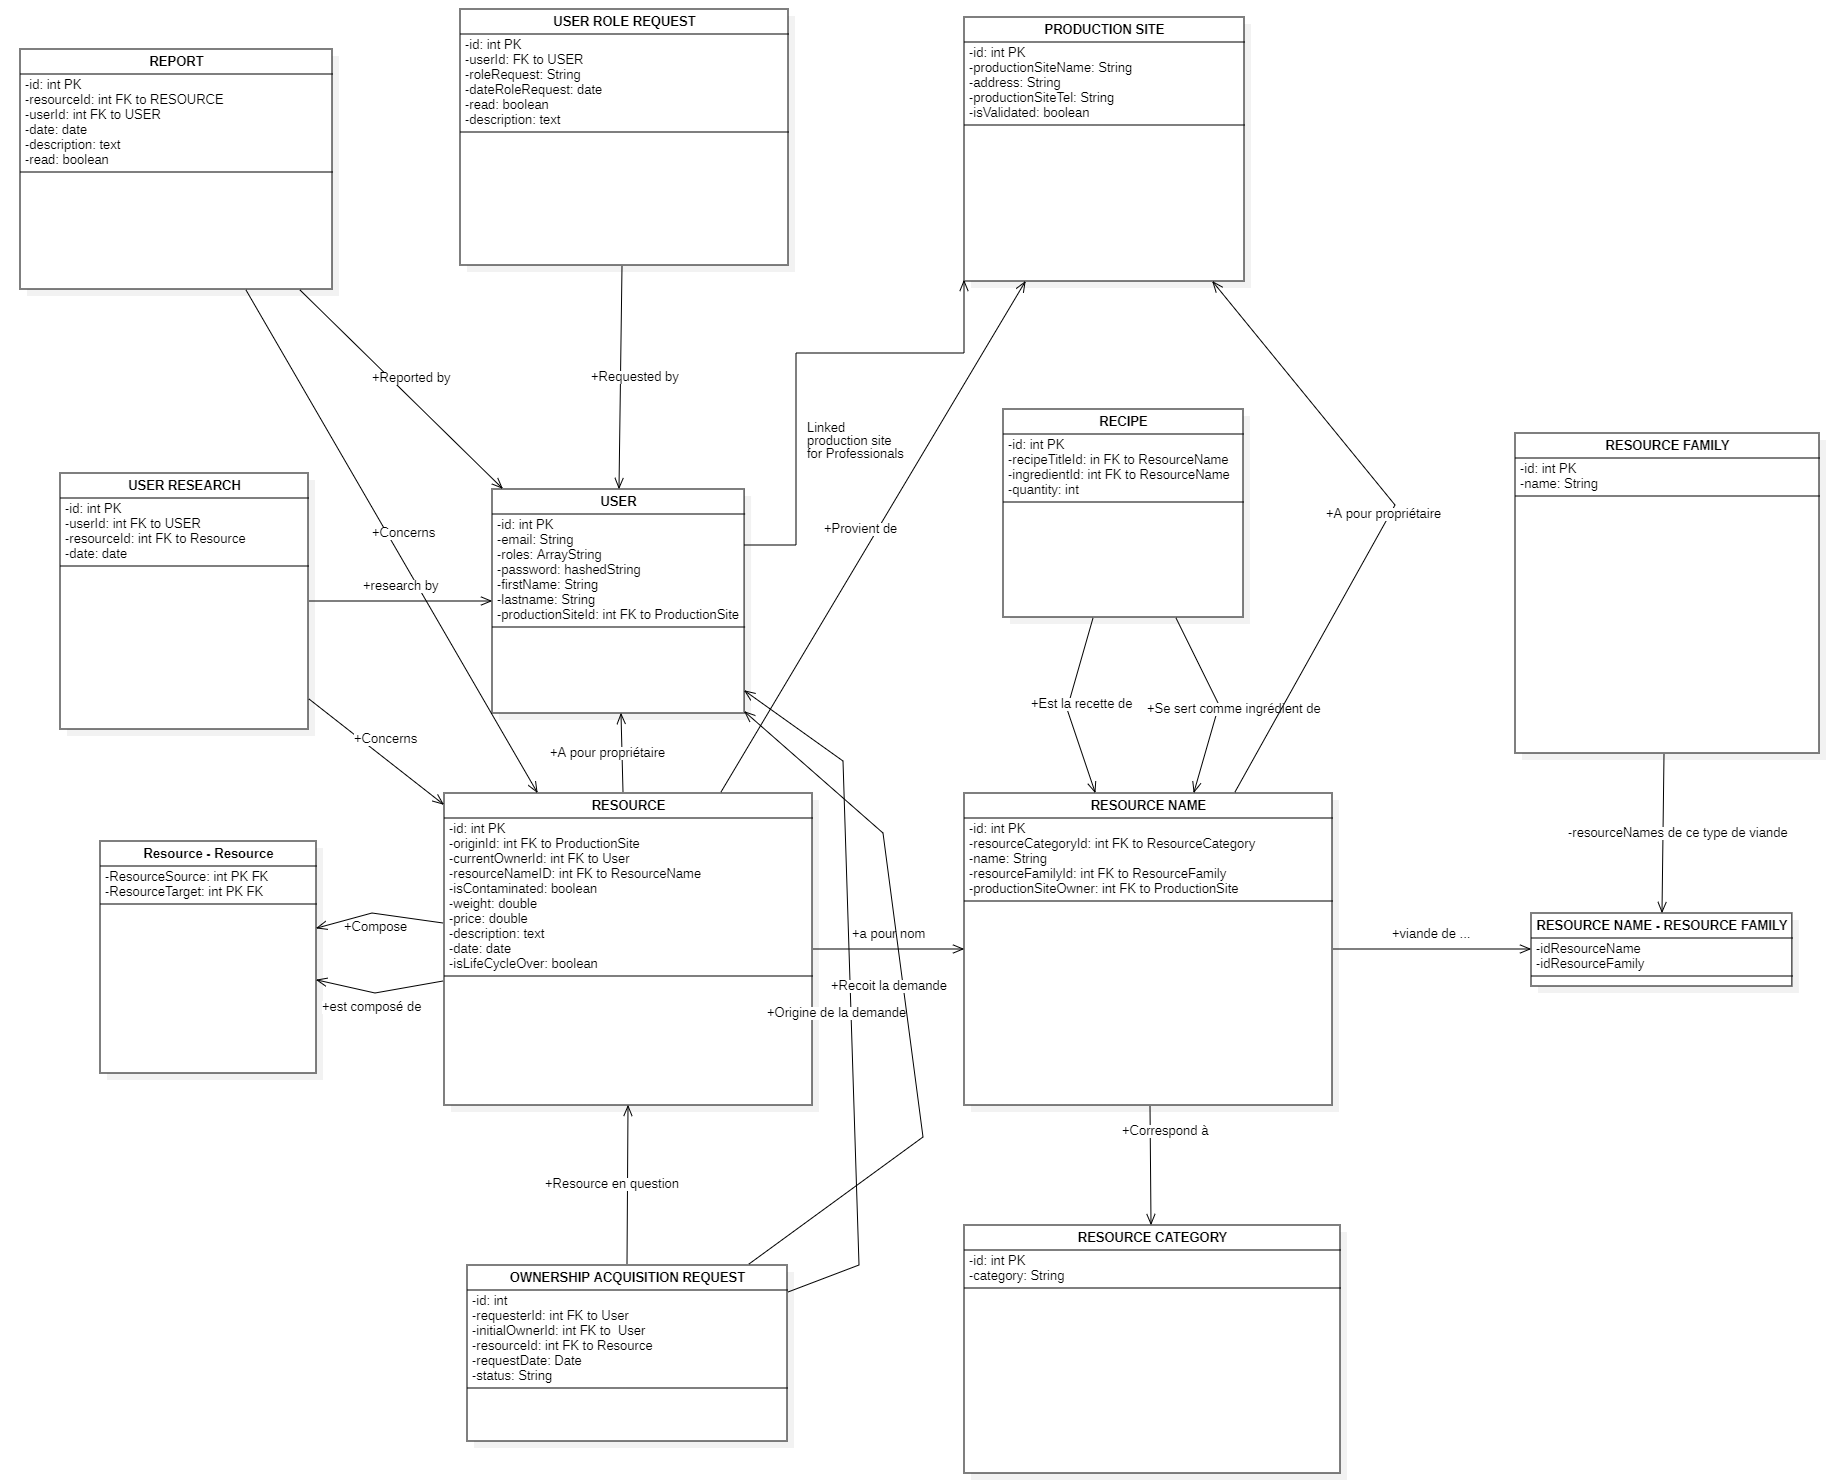 USER ROLE REQUEST
-id: int PK
-userId: FK to USER
-roleRequest: String
-dateRoleRequest: date
-read: boolean
-description: text
PRODUCTION SITE
-id: int PK
-productionSiteName: String
-address: String
-productionSiteTel: String
-isValidated: boolean
REPORT
-id: int PK
-resourceId: int FK to RESOURCE
-userId: int FK to USER
-date: date
-description: text
-read: boolean
+Reported by
+Requested by
Linked
production site
for Professionals
RECIPE
-id: int PK
-recipeTitleId: in FK to ResourceName
-ingredientId: int FK to ResourceName
-quantity: int
RESOURCE FAMILY
-id: int PK
-name: String
USER RESEARCH
-id: int PK
-userId: int FK to USER
-resourceId: int FK to Resource
-date: date
USER
-id: int PK
-email: String
-roles: ArrayString
-password: hashedString
-firstName: String
-lastname: String
-productionSiteId: int FK to ProductionSite
+Concerns
+Provient de
+A pour propriétaire
+research by
+Est la recette de
+Se sert comme ingrédient de
+Concerns
+A pour propriétaire
RESOURCE
-id: int PK
-originId: int FK to ProductionSite
-currentOwnerId: int FK to User
-resourceNameID: int FK to ResourceName
-isContaminated: boolean
-weight: double
-price: double
-description: text
-date: date
-isLifeCycleOver: boolean
RESOURCE NAME
-id: int PK
-resourceCategoryId: int FK to ResourceCategory
-name: String
-resourceFamilyId: int FK to ResourceFamily
-productionSiteOwner: int FK to ProductionSite
-resourceNames de ce type de viande
Resource - Resource
-ResourceSource: int PK FK
-ResourceTarget: int PK FK
+Compose
+est composé de
+a pour nom
+viande de ...
RESOURCE NAME - RESOURCE FAMILY
-idResourceName
-idResourceFamily
+Recoit la demande
+Origine de la demande
+Correspond à
+Resource en question
RESOURCE CATEGORY
-id: int PK
-category: String
OWNERSHIP ACQUISITION REQUEST
-id: int
-requesterId: int FK to User
-initialOwnerId: int FK to  User
-resourceId: int FK to Resource
-requestDate: Date
-status: String